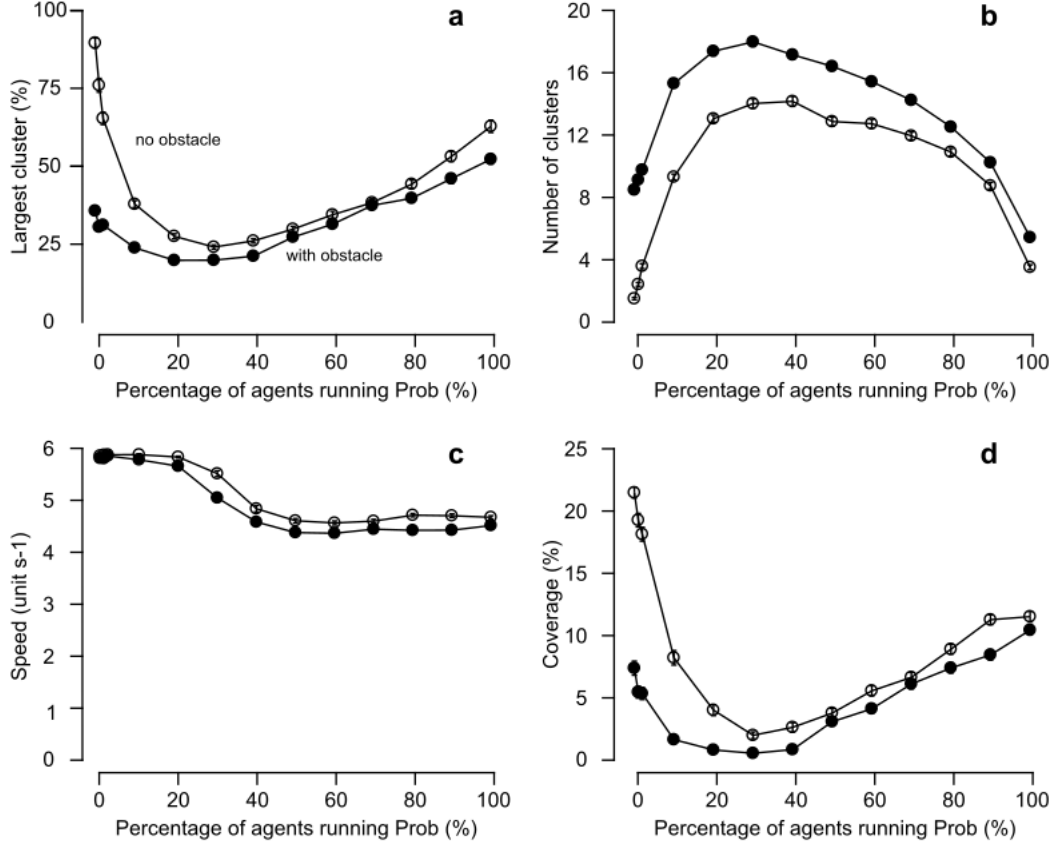 a
100
75
50
25
0
Largest cluster (%)
no obstacle
with obstacle
0 20 40 60 80 100
Percentage of agents running Prob (%)
b
20
16
12
8
4
0
Number of clusters
0 20 40 60 80 100
Percentage of agents running Prob (%)
c
6
5
4
3
2
1
0
Speed (unit s-1)
0 20 40 60 80 100
Percentage of agents running Prob (%)
d
25
20
15
10
5
0
Coverage (%)
0 20 40 60 80 100
Percentage of agents running Prob (%)